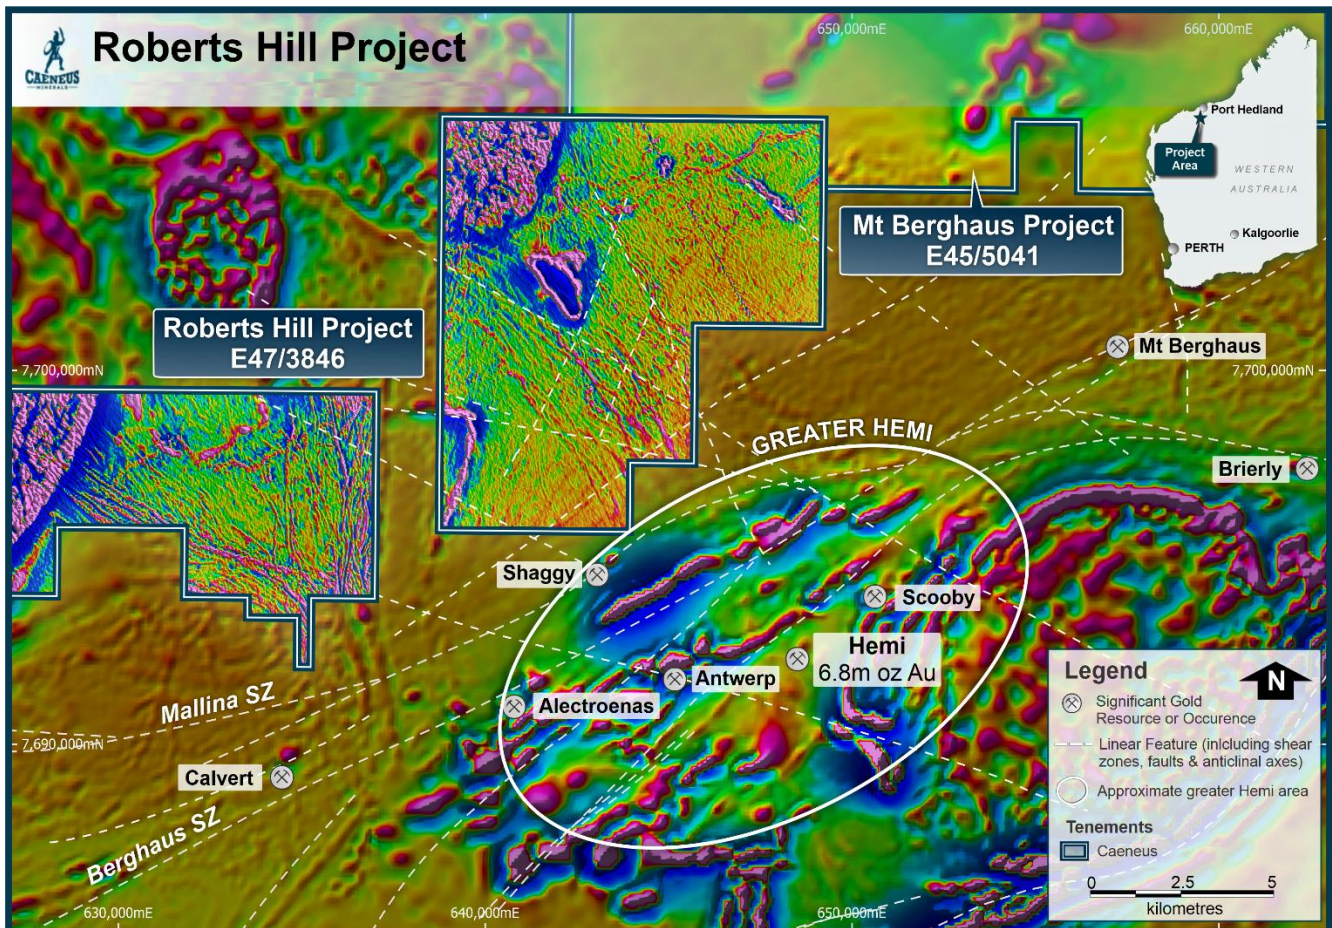 CAENEUS
MINERALS
Roberts Hill Project
650,000mE
660,000mE
Port Hedland
Project
Area
WESTERN
AUSTRALIA
Kalgoorlie
PERTH
Mt Berghaus Project
E45/5041
Roberts Hill Project
E47/3846
7,700,000mN
Mt Berghaus
7,700,000mN
GREATER HEMI
Brierly
Shaggy
Scooby
Hemi
6.8m oz Au
Antwerp
Alectroenas
Mallina SZ
7,690,000mN
Calvert
Berghaus SZ
630,000mE
640,000mE
650,000mE
Legend
N
Significant Gold
Resource or Occurence
Linear Feature (inlcluding shear
zones, faults & anticlinal axes)
Approximate greater Hemi area
Tenements
Caeneus
0 2.5 5
kilometres